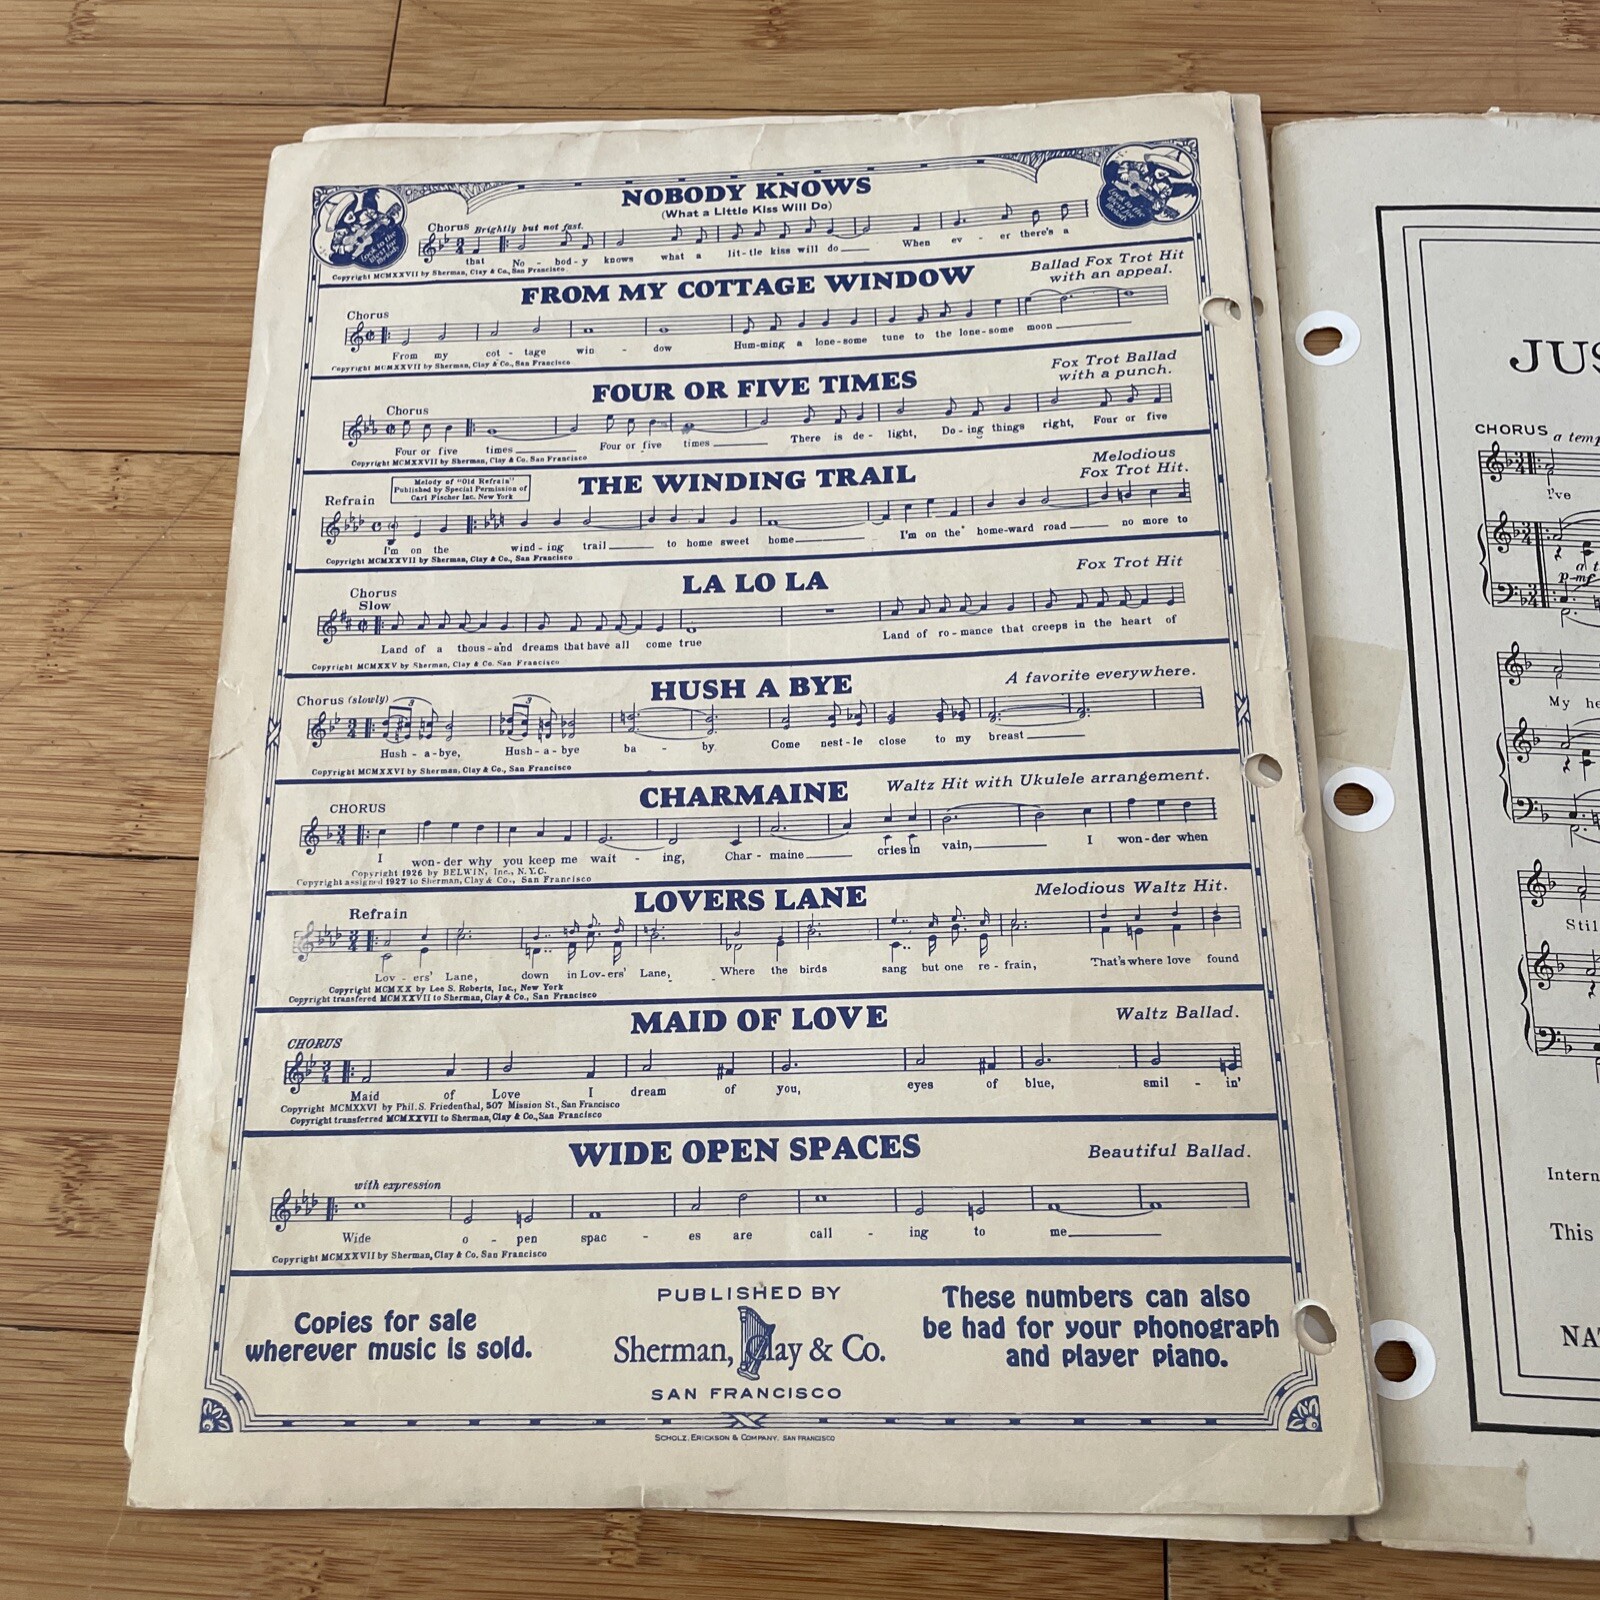 NOBODY KNOWS
(What a Little Kiss Will Do)
Chorus Brightly but not fast.
that No - bod - y knows what a lit - tle kiss will do When ev - er there's a
Copyright MCMXXVII by Sherman, Clay & Co., San Francisco
FROM MY COTTAGE WINDOW
Ballad Fox Trot Hit
with an appeal.
Chorus
From my cot - tage win - dow Hum-ming a lone-some tune to the lone-some moon
Copyright MCMXXVII by Sherman, Clay & Co., San Francisco
FOUR OR FIVE TIMES
Fox Trot Ballad
with a punch.
Chorus
Four or five times Four or five times There is de - light, Do - ing things right, Four or five
Copyright MCMXXVII by Sherman, Clay & Co. San Francisco
THE WINDING TRAIL
Melodious
Fox Trot Hit.
Melody of "Old Refrain"
Published by Special Permission of
Carl Fischer Inc. New York
Refrain
I'm on the wind - ing trail to home sweet home I'm on the home-ward road no more to
Copyright MCMXXVII by Sherman, Clay & Co., San Francisco
LA LO LA
Fox Trot Hit
Chorus
Slow
Land of a thous-and dreams that have all come true Land of ro - mance that creeps in the heart of
Copyright MCMXXV by Sherman, Clay & Co. San Francisco
HUSH A BYE
A favorite everywhere.
Chorus (slowly)
3 3
Hush - a - bye, Hush - a - bye ba - by. Come nest - le close to my breast
Copyright MCMXXVI by Sherman, Clay & Co., San Francisco
CHARMAINE
Waltz Hit with Ukulele arrangement.
CHORUS
I won - der why you keep me wait - ing, Char - maine cries in vain, I won - der when
Copyright 1926 by BELWIN, Inc., N.Y.C.
Copyright assigned 1927 to Sherman, Clay & Co., San Francisco
LOVERS LANE
Melodious Waltz Hit.
Refrain
Lov - ers' Lane, down in Lov - ers' Lane, Where the birds sang but one re - frain, That's where love found
Copyright MCMXX by Lee S. Roberts, Inc., New York
Copyright transfered MCMXXVII to Sherman, Clay & Co., San Francisco
MAID OF LOVE
Waltz Ballad.
CHORUS
Maid of Love I dream of you, eyes of blue, smil - in'
Copyright MCMXXVI by Phil. S. Friedenthal, 507 Mission St., San Francisco
Copyright transferred MCMXXVII to Sherman, Clay & Co., San Francisco
WIDE OPEN SPACES
Beautiful Ballad.
with expression
Wide o - pen spac - es are call - ing to me
Copyright MCMXXVII by Sherman, Clay & Co. San Francisco
Copies for sale
wherever music is sold.
PUBLISHED BY
Sherman, Clay & Co.
SAN FRANCISCO
These numbers can also
be had for your phonograph
and player piano.
SCHOLZ, ERICKSON & COMPANY, SAN FRANCISCO
JUS
CHORUS a temp
I've
p-mf
My he
Stil
Intern
This
NA